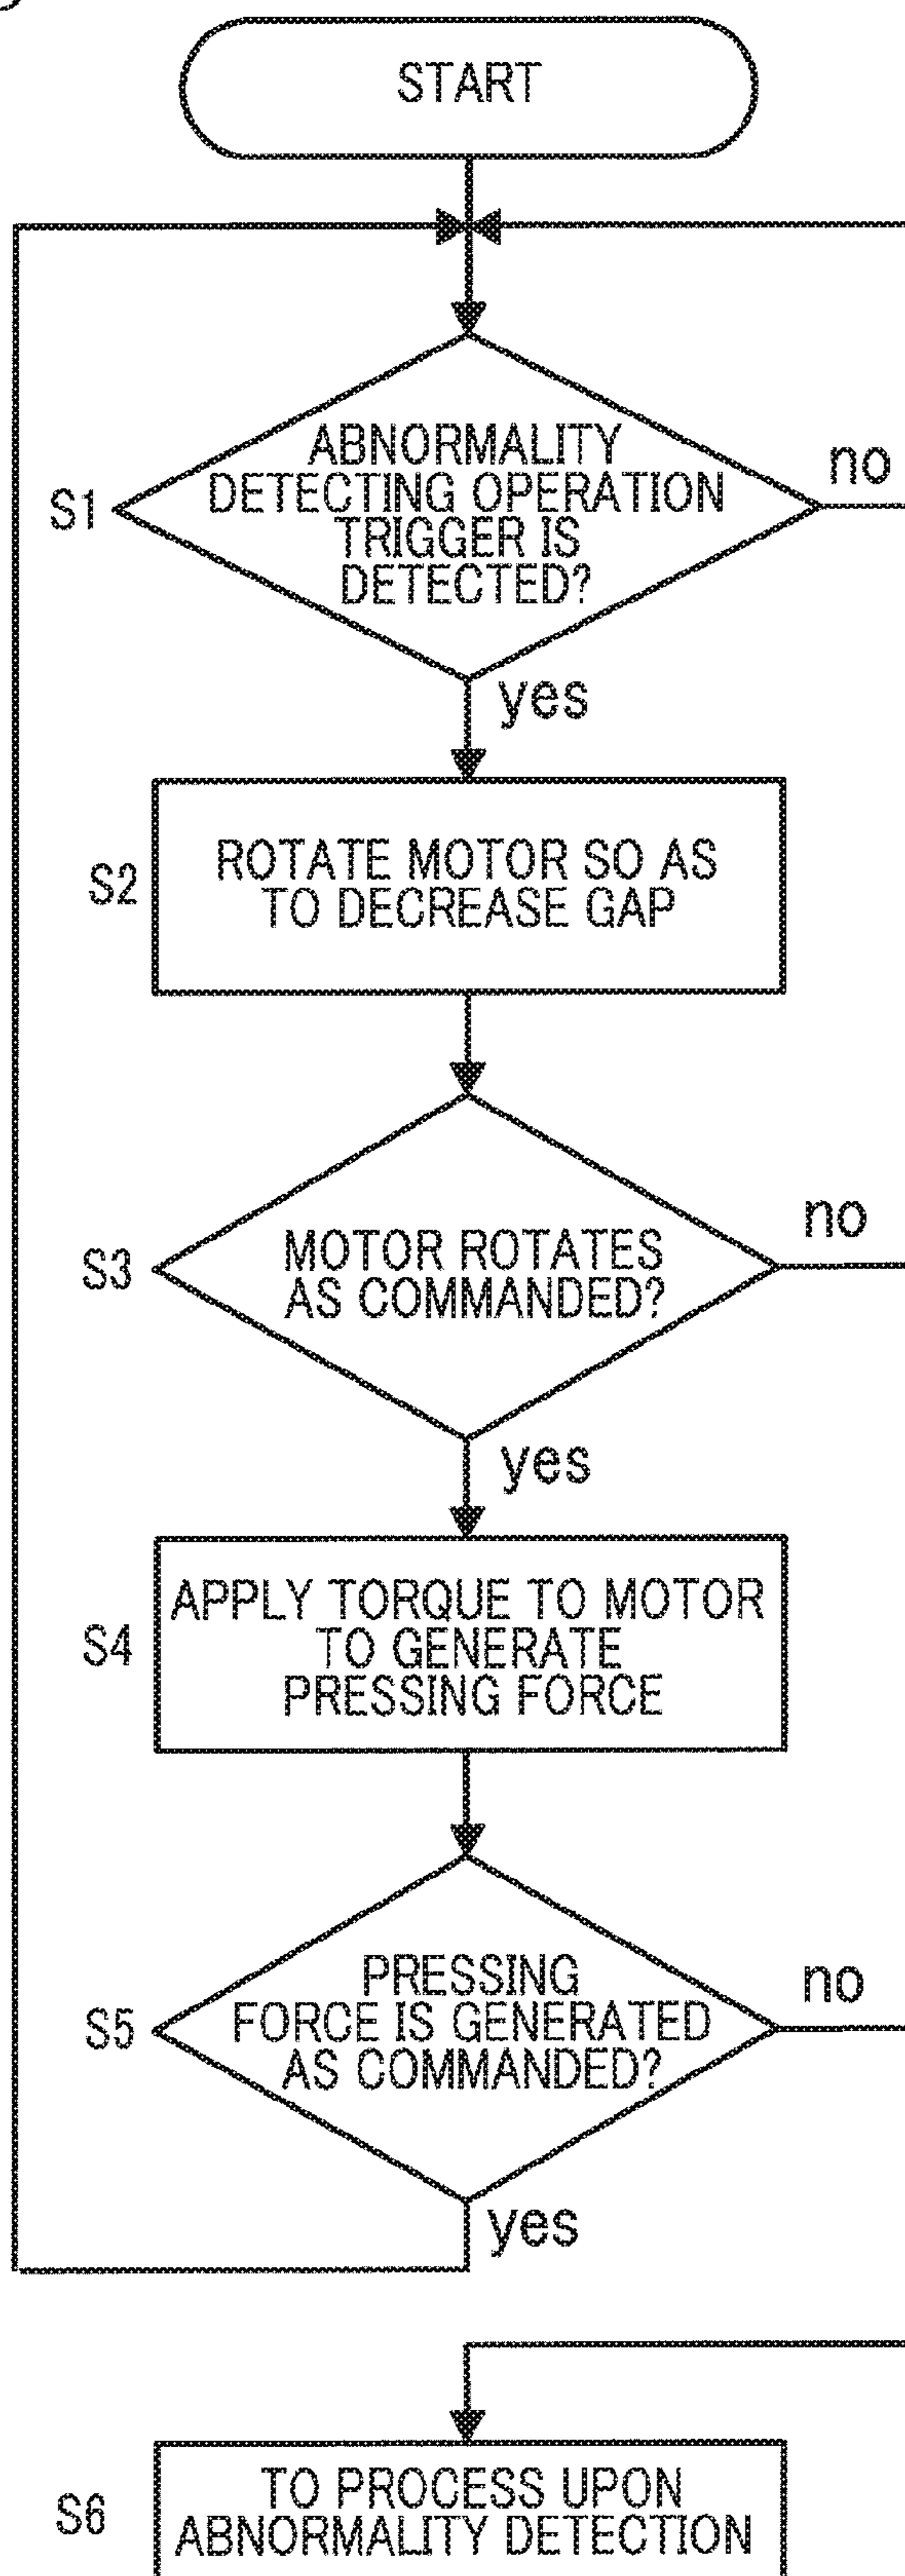 START
ABNORMALITY
DETECTING OPERATION
TRIGGER IS
DETECTED?
S1
no
yes
S2
ROTATE MOTOR SO AS
TO DECREASE GAP
S3
MOTOR ROTATES
AS COMMANDED?
no
yes
S4
APPLY TORQUE TO MOTOR
TO GENERATE
PRESSING FORCE
S5
PRESSING
FORCE IS GENERATED
AS COMMANDED?
no
yes
S6
TO PROCESS UPON
ABNORMALITY DETECTION